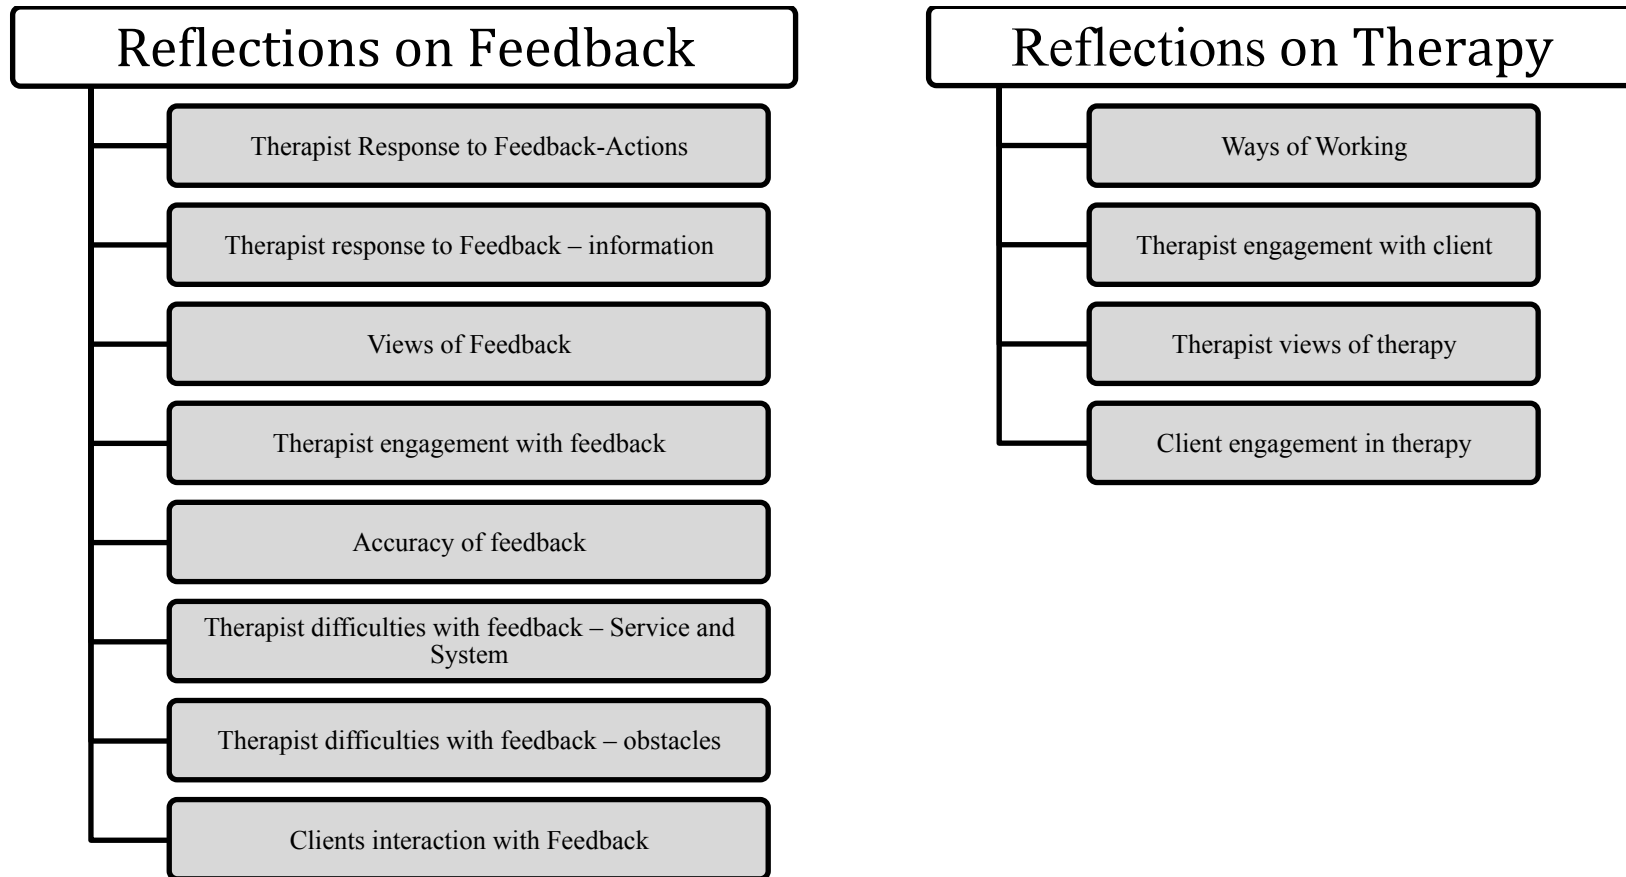 Reflections on Feedback
Therapist Response to Feedback-Actions
Therapist response to Feedback – information
Views of Feedback
Therapist engagement with feedback
Accuracy of feedback
Therapist difficulties with feedback – Service and
System
Therapist difficulties with feedback – obstacles
Clients interaction with Feedback
Reflections on Therapy
Ways of Working
Therapist engagement with client
Therapist views of therapy
Client engagement in therapy